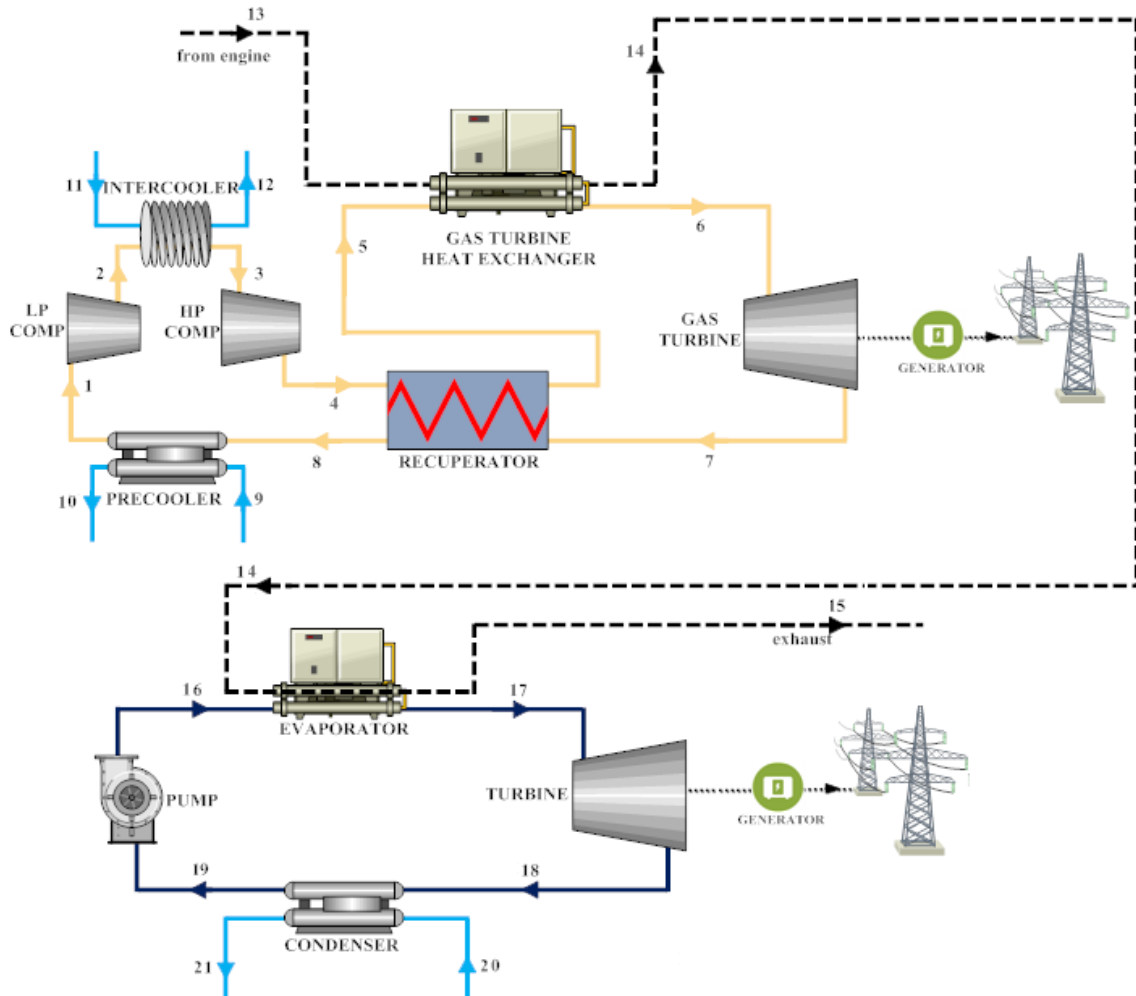 13
from engine
14
11
INTERCOOLER
12
GAS TURBINE
HEAT EXCHANGER
5
6
2
3
LP
COMP
HP
COMP
GAS
TURBINE
GENERATOR
1
4
RECUPERATOR
8
7
PRECOOLER
10
9
14
15
exhaust
16
EVAPORATOR
17
PUMP
TURBINE
GENERATOR
19
18
CONDENSER
21
20